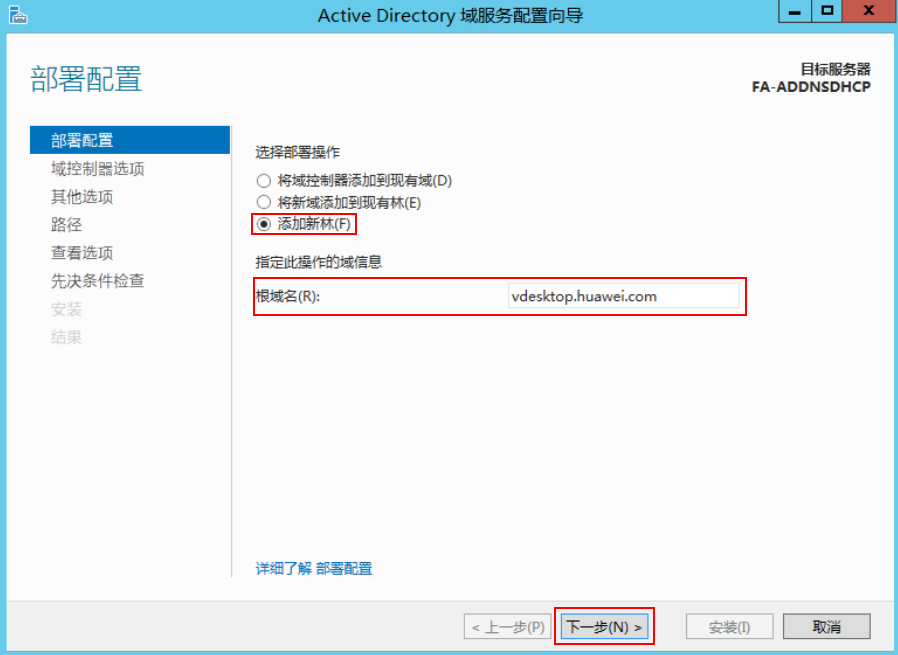 Active Directory 域服务配置向导
部署配置
目标服务器
FA-ADDNSDHCP
部署配置
域控制器选项
其他选项
路径
查看选项
先决条件检查
安装
结果
选择部署操作
将域控制器添加到现有域(D)
将新域添加到现有林(E)
添加新林(F)
指定此操作的域信息
根域名(R): vdesktop.huawei.com
详细了解 部署配置
< 上一步(P) 下一步(N) > 安装(I) 取消